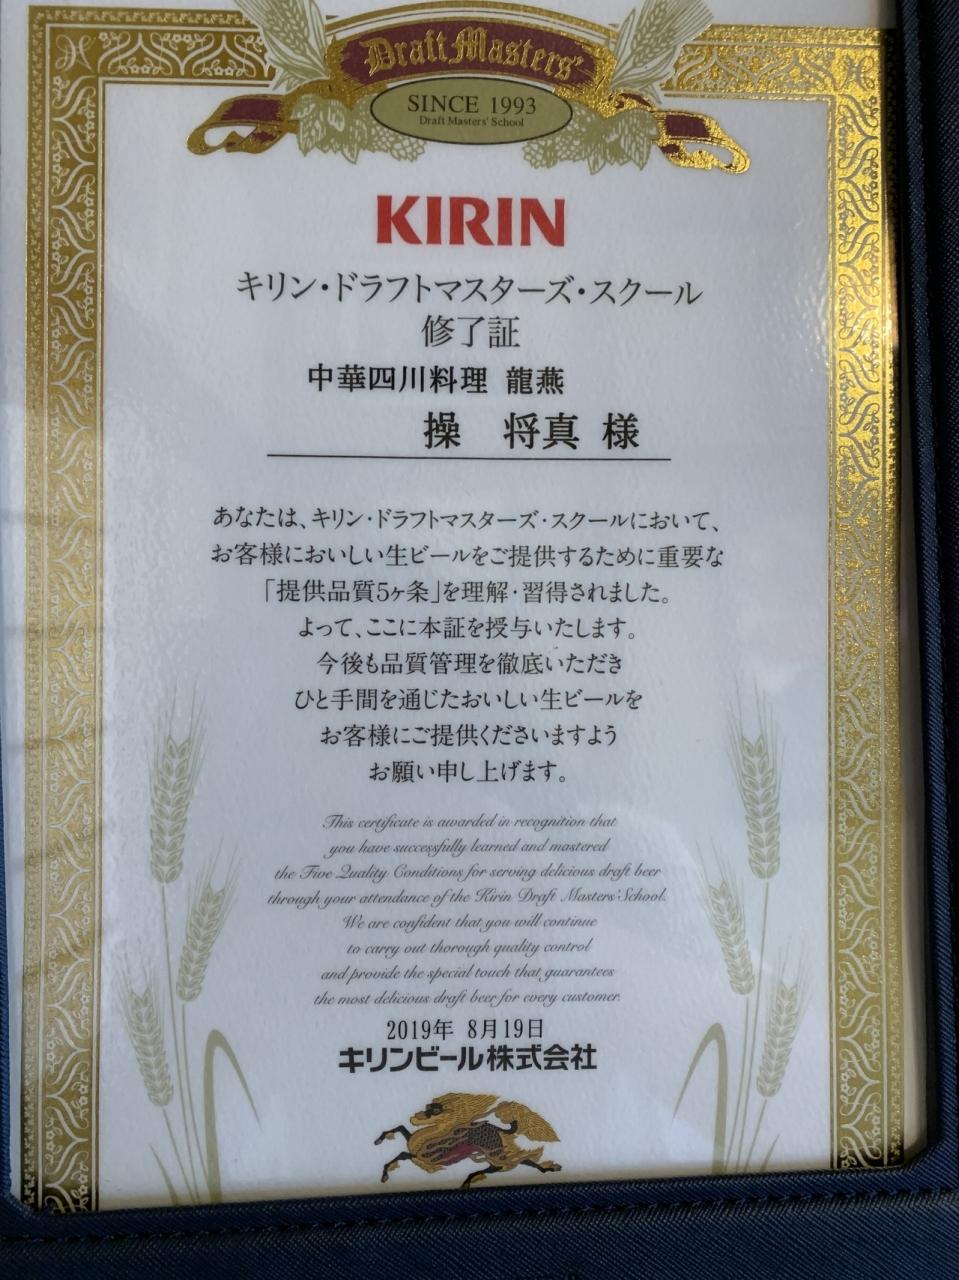 Draft Masters'
SINCE 1993
Draft Masters' School
KIRIN
キリン・ドラフトマスターズ・スクール
修了証
中華四川料理 龍燕
操 将真 様
あなたは、キリン・ドラフトマスターズ・スクールにおいて、
お客様においしい生ビールをご提供するために重要な
「提供品質5ヶ条」を理解・習得されました。
よって、ここに本証を授与いたします。
今後も品質管理を徹底いただき
ひと手間を通じたおいしい生ビールを
お客様にご提供くださいますよう
お願い申し上げます。
This certificate is awarded in recognition that
you have successfully learned and mastered
the Five Quality Conditions for serving delicious draft beer
through your attendance of the Kirin Draft Masters' School.
We are confident that you will continue
to carry out thorough quality control
and provide the special touch that guarantees
the most delicious draft beer for every customer.
2019年 8月19日
キリンビール株式会社